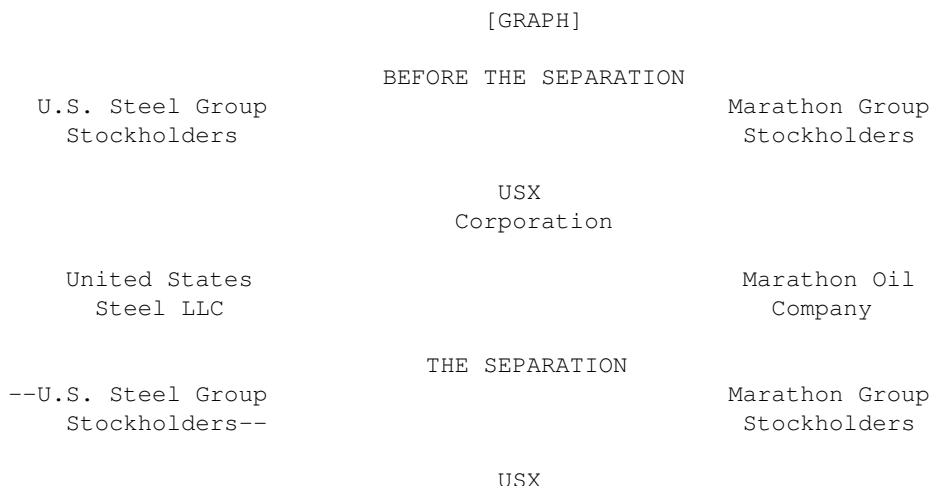 [GRAPH]
BEFORE THE SEPARATION
U.S. Steel Group Marathon Group
Stockholders Stockholders
USX
Corporation
United States Marathon Oil
Steel LLC Company
THE SEPARATION
--U.S. Steel Group Marathon Group
Stockholders-- Stockholders
USX